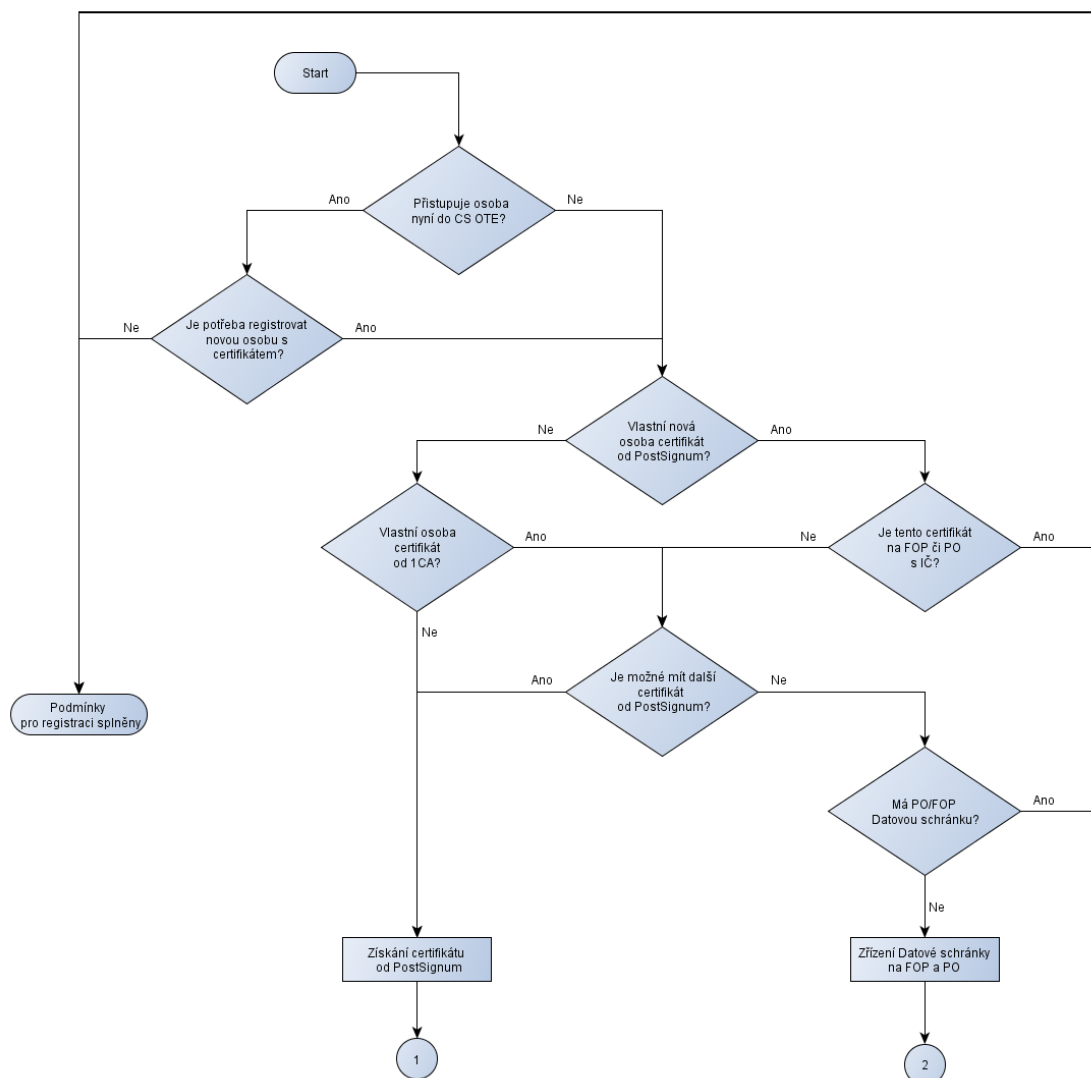 Start
Přistupuje osoba
nyní do CS OTE?
Ano
Ne
Je potřeba registrovat
novou osobu s
certifikátem?
Ne
Ano
Vlastní nová
osoba certifikát
od PostSignum?
Ne
Ano
Vlastní osoba
certifikát
od 1CA?
Ano
Ne
Je tento certifikát
na FOP či PO
s IČ?
Ne
Ano
Je možné mít další
certifikát
od PostSignum?
Ano
Ne
Podmínky
pro registraci splněny
Má PO/FOP
Datovou schránku?
Ano
Ne
Získání certifikátu
od PostSignum
Zřízení Datové schránky
na FOP a PO
1
2